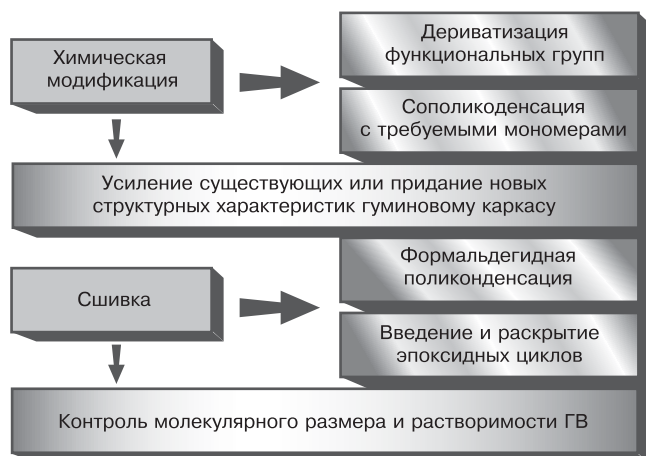 Химическая
модификация
Дериватизация
функциональных групп
Сополикоденсация
с требуемыми мономерами
Усиление существующих или придание новых
структурных характеристик гуминовому каркасу
Сшивка
Формальдегидная
поликонденсация
Введение и раскрытие
эпоксидных циклов
Контроль молекулярного размера и растворимости ГВ